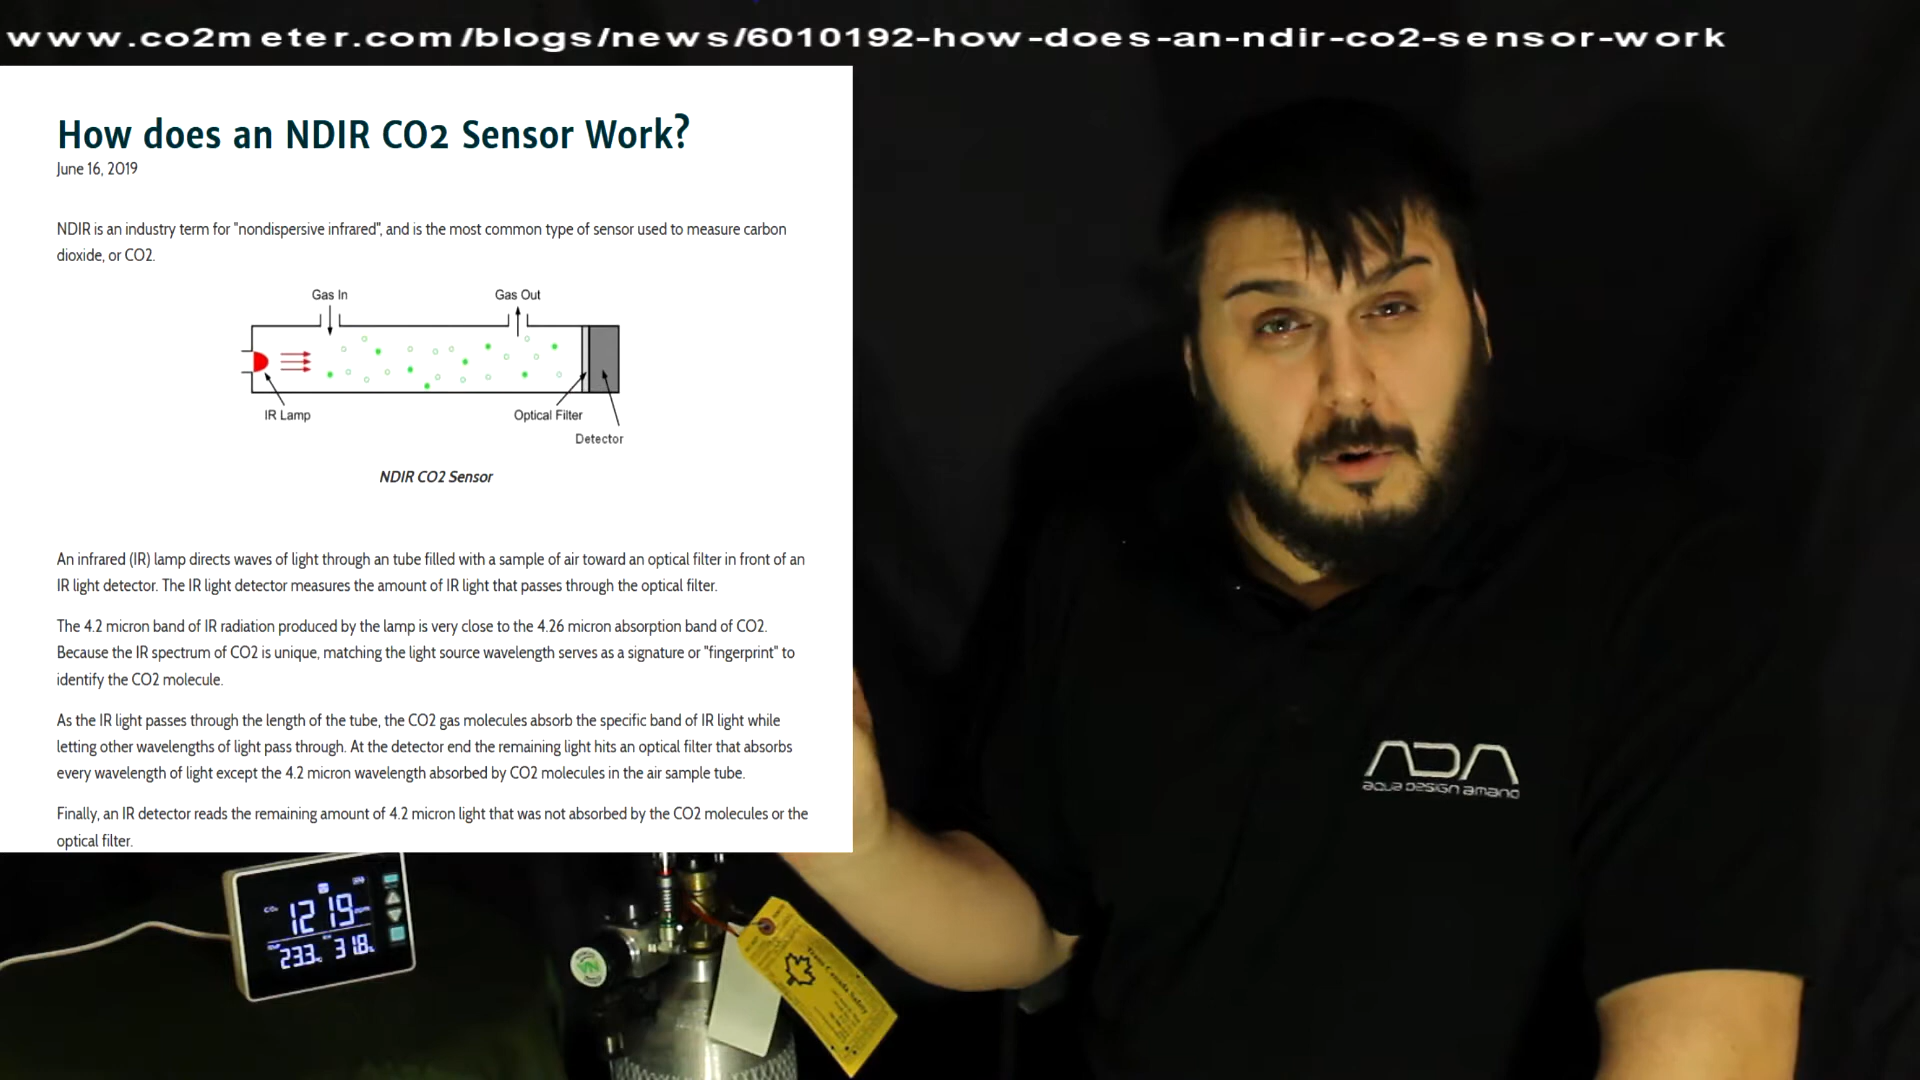 www.co2meter.com/blogs/news/6010192-how-does-an-ndir-co2-sensor-work
How does an NDIR CO2 Sensor Work?
June 16, 2019
NDIR is an industry term for "nondispersive infrared", and is the most common type of sensor used to measure carbon
dioxide, or CO2.
Gas In
Gas Out
IR Lamp
Optical Filter
Detector
NDIR CO2 Sensor
An infrared (IR) lamp directs waves of light through an tube filled with a sample of air toward an optical filter in front of an
IR light detector. The IR light detector measures the amount of IR light that passes through the optical filter.
The 4.2 micron band of IR radiation produced by the lamp is very close to the 4.26 micron absorption band of CO2.
Because the IR spectrum of CO2 is unique, matching the light source wavelength serves as a signature or "fingerprint" to
identify the CO2 molecule.
As the IR light passes through the length of the tube, the CO2 gas molecules absorb the specific band of IR light while
letting other wavelengths of light pass through. At the detector end the remaining light hits an optical filter that absorbs
every wavelength of light except the 4.2 micron wavelength absorbed by CO2 molecules in the air sample tube.
Finally, an IR detector reads the remaining amount of 4.2 micron light that was not absorbed by the CO2 molecules or the
optical filter.
ADA
aqua design amano
1219
23.3 31.8
Trans Canada Safety